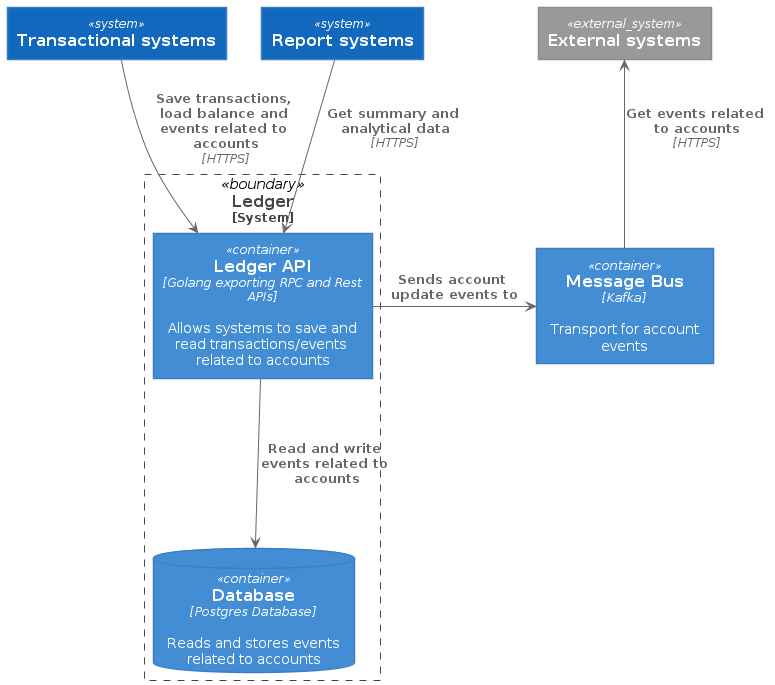 «system»
Transactional systems
«system»
Report systems
«external_system»
External systems
Save transactions,
load balance and
events related to
accounts
[HTTPS]
Get summary and
analytical data
[HTTPS]
Get events related
to accounts
[HTTPS]
«boundary»
Ledger
[System]
«container»
Ledger API
[Golang exporting RPC and Rest
APIs]
Allows systems to save and
read transactions/events
related to accounts
Sends account
update events to
«container»
Message Bus
[Kafka]
Transport for account
events
Read and write
events related to
accounts
«container»
Database
[Postgres Database]
Reads and stores events
related to accounts